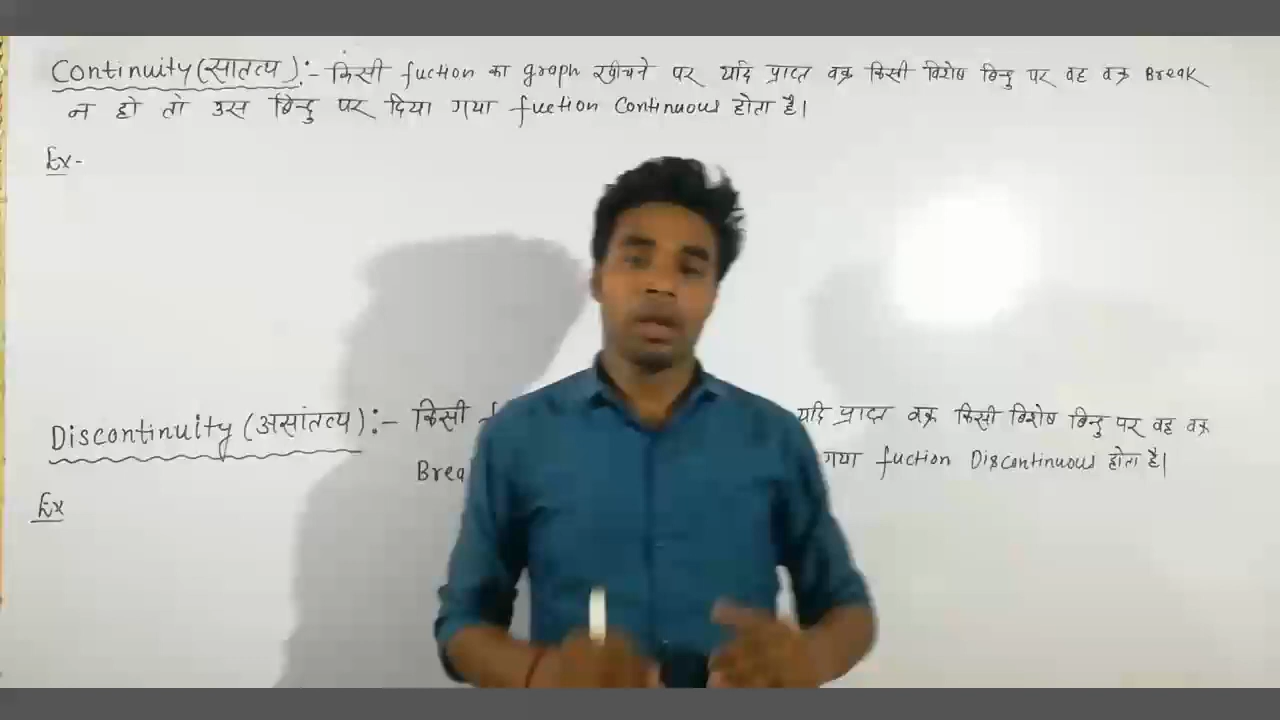 Continuity (सातत्य) :- किसी fuction का graph खींचने पर यदि प्राप्त वक्र किसी विशेष बिन्दु पर वह वक्र Break
न हो तो उस बिन्दु पर दिया गया fuction Continuous होता है।
Ex-
Discontinuity (असांतत्य) :- किसी यदि प्राप्त वक्र किसी विशेष बिन्दु पर वह वक्र
गया fuction Discontinuous होता है।
Ex